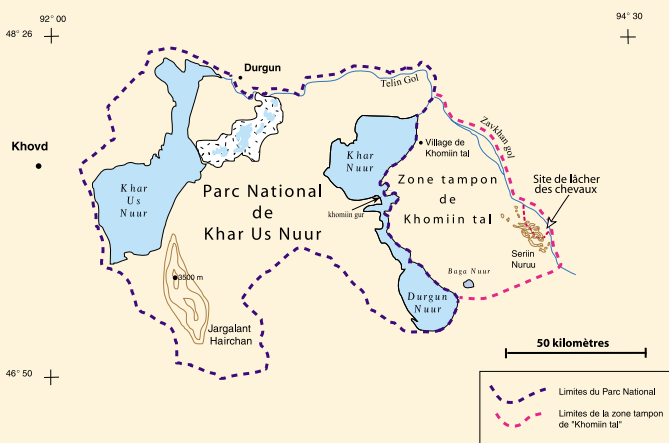 92° 00
94° 30
48° 26
Durgun
Telin Gol
Zavkhan gol
Khovd
Village de
Khomiin tal
Khar
Nuur
Khar
Us
Nuur
Parc National
de
Khar Us Nuur
Zone tampon
de
Khomiin tal
Site de lâcher
des chevaux
khomiin gur
Seriin
Nuruu
Baga Nuur
3500 m
Durgun
Nuur
Jargalant
Hairchan
50 kilomètres
46° 50
Limites du Parc National
Limites de la zone tampon
de "Khomiin tal"